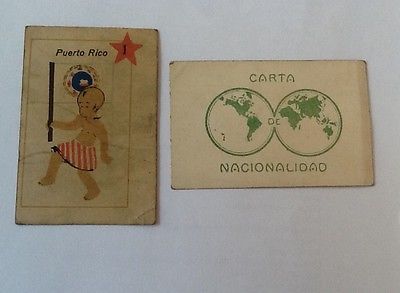 Puerto Rico
1
CARTA
DE
NACIONALIDAD